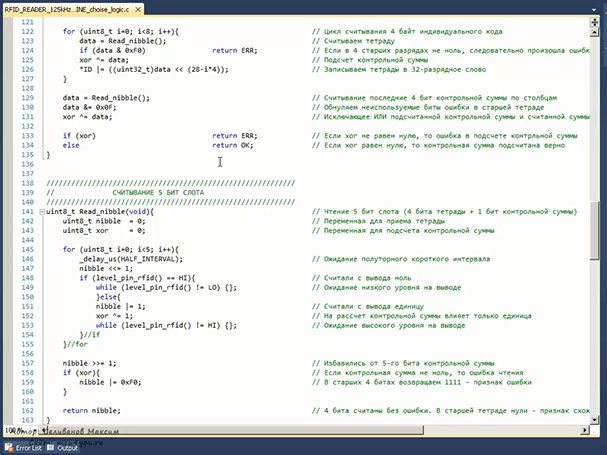 RFID_READER_125kHz...INE_choise_logic.c
121
122 for (uint8_t i=0; i<8; i++){ // Цикл считывания 4 байт индивидуального кода
123 data = Read_nibble(); // Считываем тетраду
124 if (data & 0xF0) return ERR; // Если в 4 старших разрядах не ноль, следовательно произошла ошибк
125 xor ^= data; // Подсчет контрольной суммы
126 *ID |= ((uint32_t)data << (28-i*4)); // Записываем тетрады в 32-разрядное слово
127 }
128
129 data = Read_nibble(); // Считывание последние 4 бит контрольной суммы по столбцам
130 data &= 0x0F; // Обнуляем неиспользуемые биты ошибки в старшей тетраде
131 xor ^= data; // Исключающее ИЛИ подсчитанной контрольной суммы и считанной суммы
132
133 if (xor) return ERR; // Если xor не равен нулю, то ошибка в подсчете контрльной суммы
134 else return OK; // Если xor равен нулю, то контрольная сумма подсчитана верно
135 }
136
137
138 ////////////////////////////////////////////////////////////
139 // СЧИТЫВАНИЕ 5 БИТ СЛОТА
140 ////////////////////////////////////////////////////////////
141 uint8_t Read_nibble(void){ // Чтение 5 бит слота (4 бита тетрады + 1 бит контрольной суммы)
142 uint8_t nibble = 0; // Переменная для приема тетрады
143 uint8_t xor = 0; // Переменная для подсчета контрольной суммы
144
145 for (uint8_t i=0; i<5; i++){
146 _delay_us(HALF_INTERVAL); // Ожидание полуторного короткого интервала
147 nibble <<= 1;
148 if (level_pin_rfid() == HI){ // Считали с вывода ноль
149 while (level_pin_rfid() != LO) {}; // Ожидание низкого уровня на выводе
150 }else{
151 nibble |= 1; // Считали с вывода единицу
152 xor ^= 1; // На рассчет контрольной суммы влияет только единица
153 while (level_pin_rfid() != HI) {}; // Ожидание высокого уровня на выводе
154 }//if
155 }//for
156
157 nibble >>= 1; // Избавились от 5-го бита контрольной суммы
158 if (xor){ // Если контрольная сумма не ноль, то ошибка чтения
159 nibble |= 0xF0; // В старших 4 битах возвращаем 1111 - признак ошибки
160 }
161
162 return nibble; // 4 бита считаны без ошибки. В старшей тетраде нули - признак схож
163 }
100 %
Автор Селиванов Максим
Error List Output